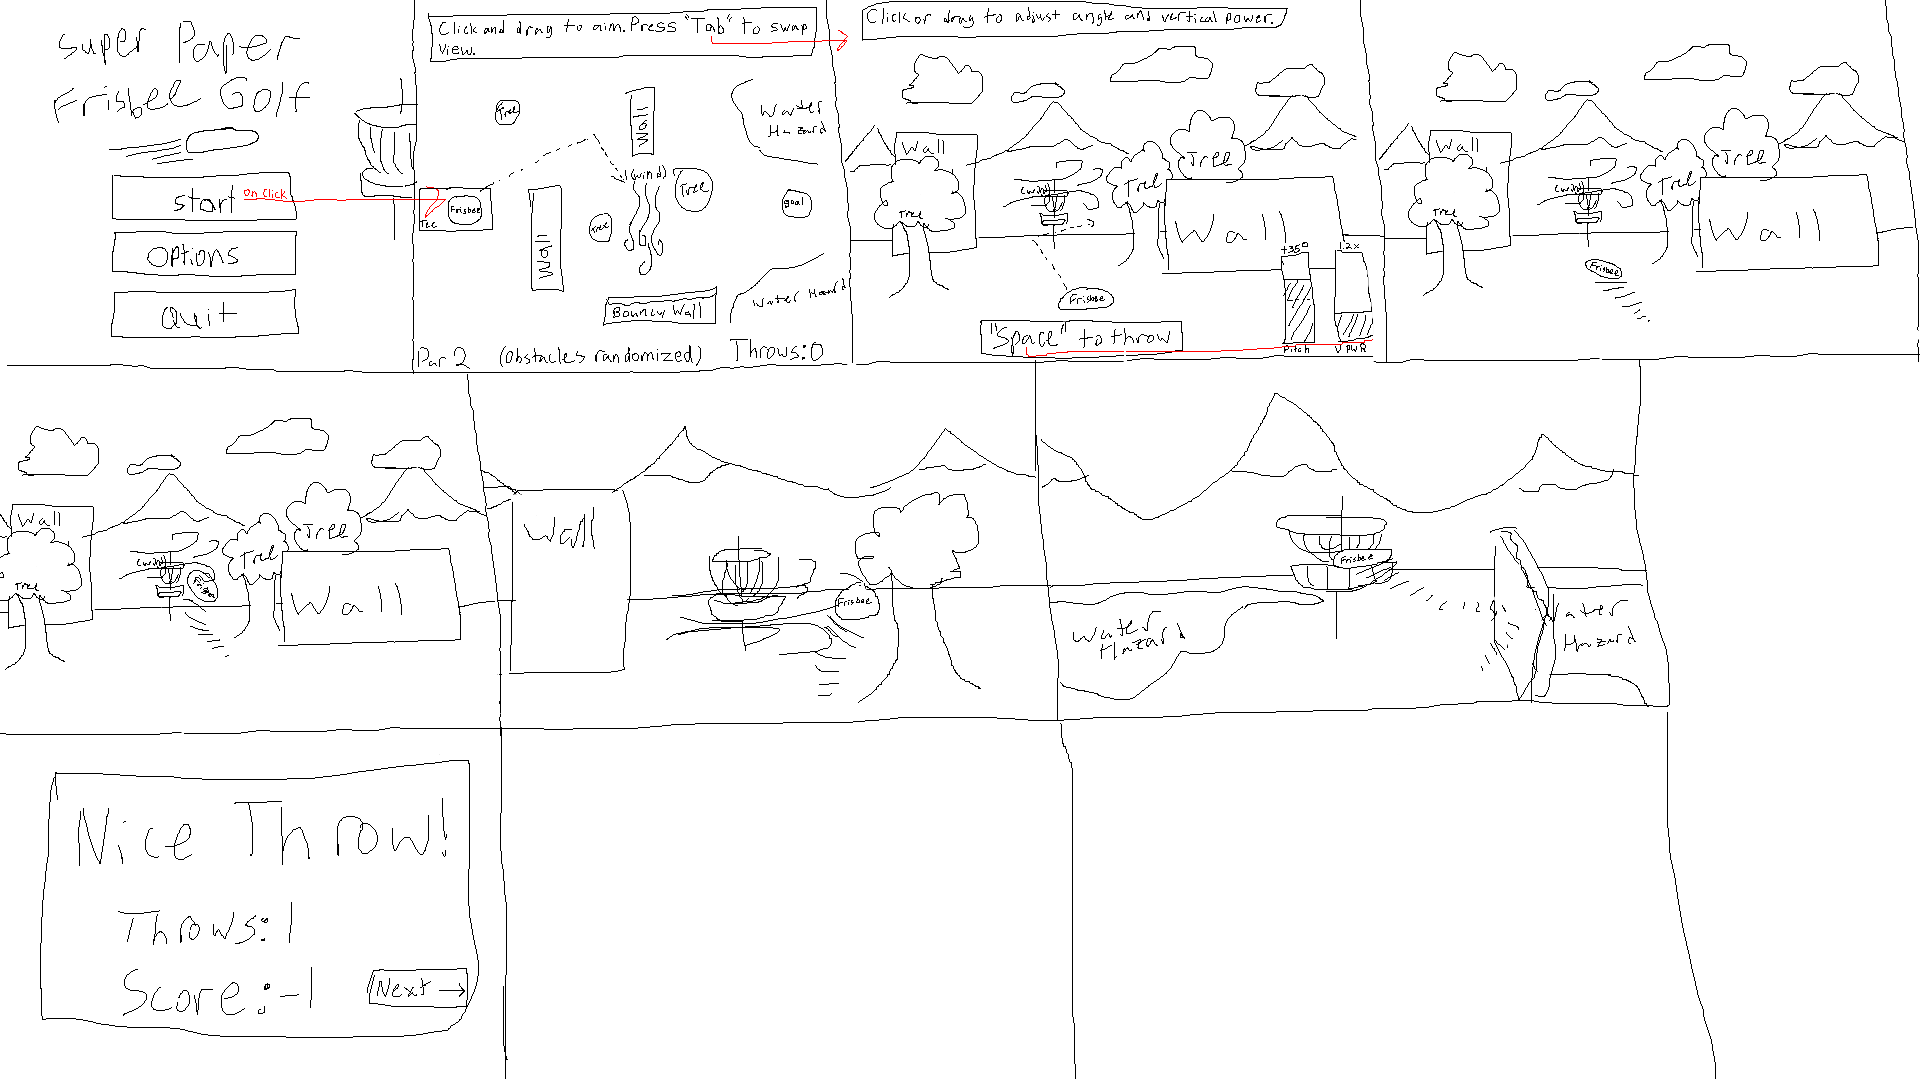 Super Paper
Frisbee Golf
Start
On Click
Options
Quit
Click and drag to aim. Press "Tab" to swap
view.
Tree
Wall
Water
Hazard
(wind)
Tree
Tee
Frisbee
Tree
goal
Wall
Water Hazard
Bouncy Wall
Par 2 (obstacles randomized) Throws:0
Click or drag to adjust angle and vertical power.
Wall
Tree
Tree
(wind)
Tree
Wall
+35°
1.2x
Frisbee
"Space" to throw
Pitch
V PWR
Wall
Tree
Tree
(wind)
Tree
Wall
Frisbee
Wall
Tree
Tree
(wind)
Tree
Frisbee
Wall
Wall
Frisbee
Frisbee
Water
Hazard
Water
Hazard
Nice Throw!
Throws:1
Score:-1
Next →